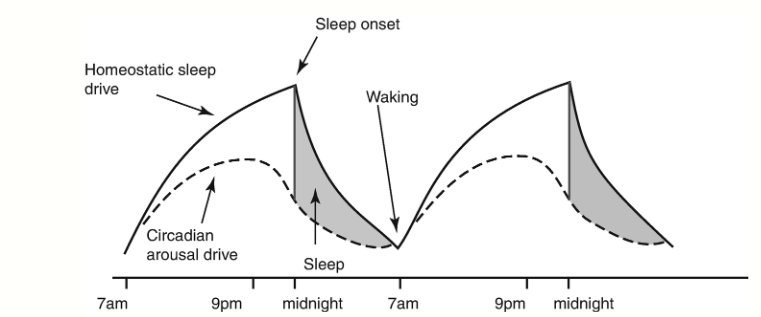 Sleep onset
Homeostatic sleep
drive
Waking
Circadian
arousal drive
Sleep
7am
9pm
midnight
7am
9pm
midnight